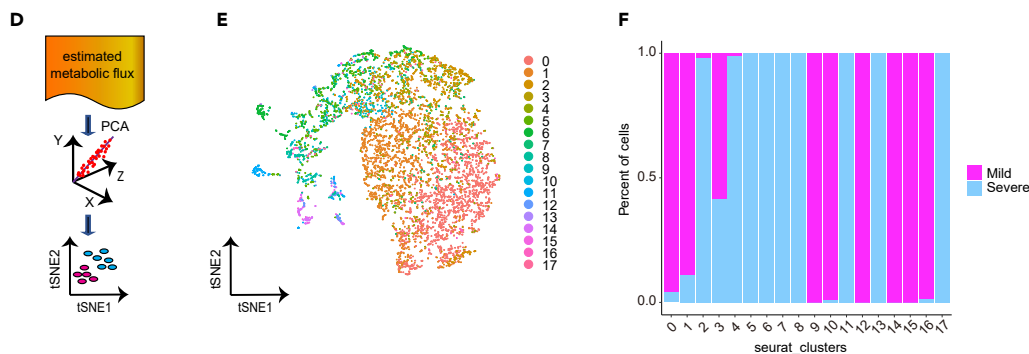 D
estimated
metabolic flux
PCA
Y
Z
X
tSNE2
tSNE1
E
0
1
2
3
4
5
6
7
8
9
10
11
12
13
14
15
16
17
tSNE2
tSNE1
F
Percent of cells
1.0
0.5
0.0
0 1 2 3 4 5 6 7 8 9 10 11 12 13 14 15 16 17
seurat_clusters
Mild
Severe